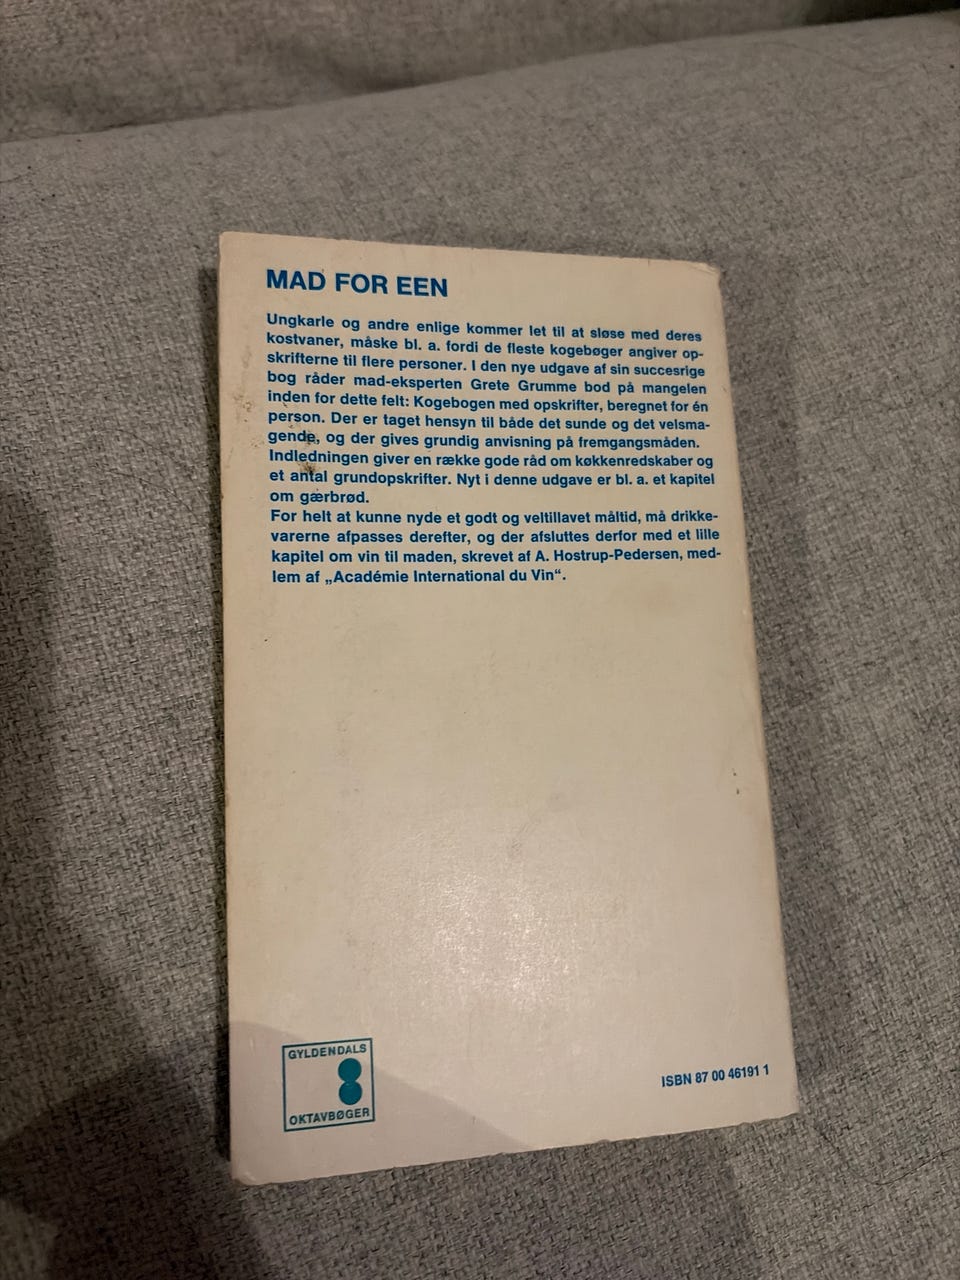 MAD FOR EEN
Ungkarle og andre enlige kommer let til at sløse med deres
kostvaner, måske bl. a. fordi de fleste kogebøger angiver op-
skrifterne til flere personer. I den nye udgave af sin succesrige
bog råder mad-eksperten Grete Grumme bod på mangelen
inden for dette felt: Kogebogen med opskrifter, beregnet for én
person. Der er taget hensyn til både det sunde og det velsma-
gende, og der gives grundig anvisning på fremgangsmåden.
Indledningen giver en række gode råd om køkkenredskaber og
et antal grundopskrifter. Nyt i denne udgave er bl. a. et kapitel
om gærbrød.
For helt at kunne nyde et godt og veltillavet måltid, må drikke-
varerne afpasses derefter, og der afsluttes derfor med et lille
kapitel om vin til maden, skrevet af A. Hostrup-Pedersen, med-
lem af „Académie International du Vin“.
GYLDENDALS
OKTAVBØGER
ISBN 87 00 46191 1